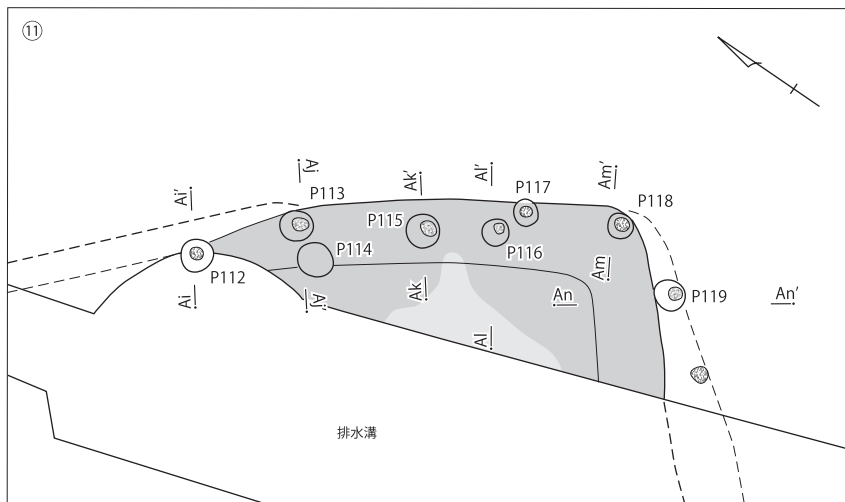 ⑪
Ai′
Aj
Ak′
Al′
Am′
P113
P117
P118
P115
P114
P116
P112
Am
P119
Ai
Aj′
Ak
An
An′
Al
排水溝